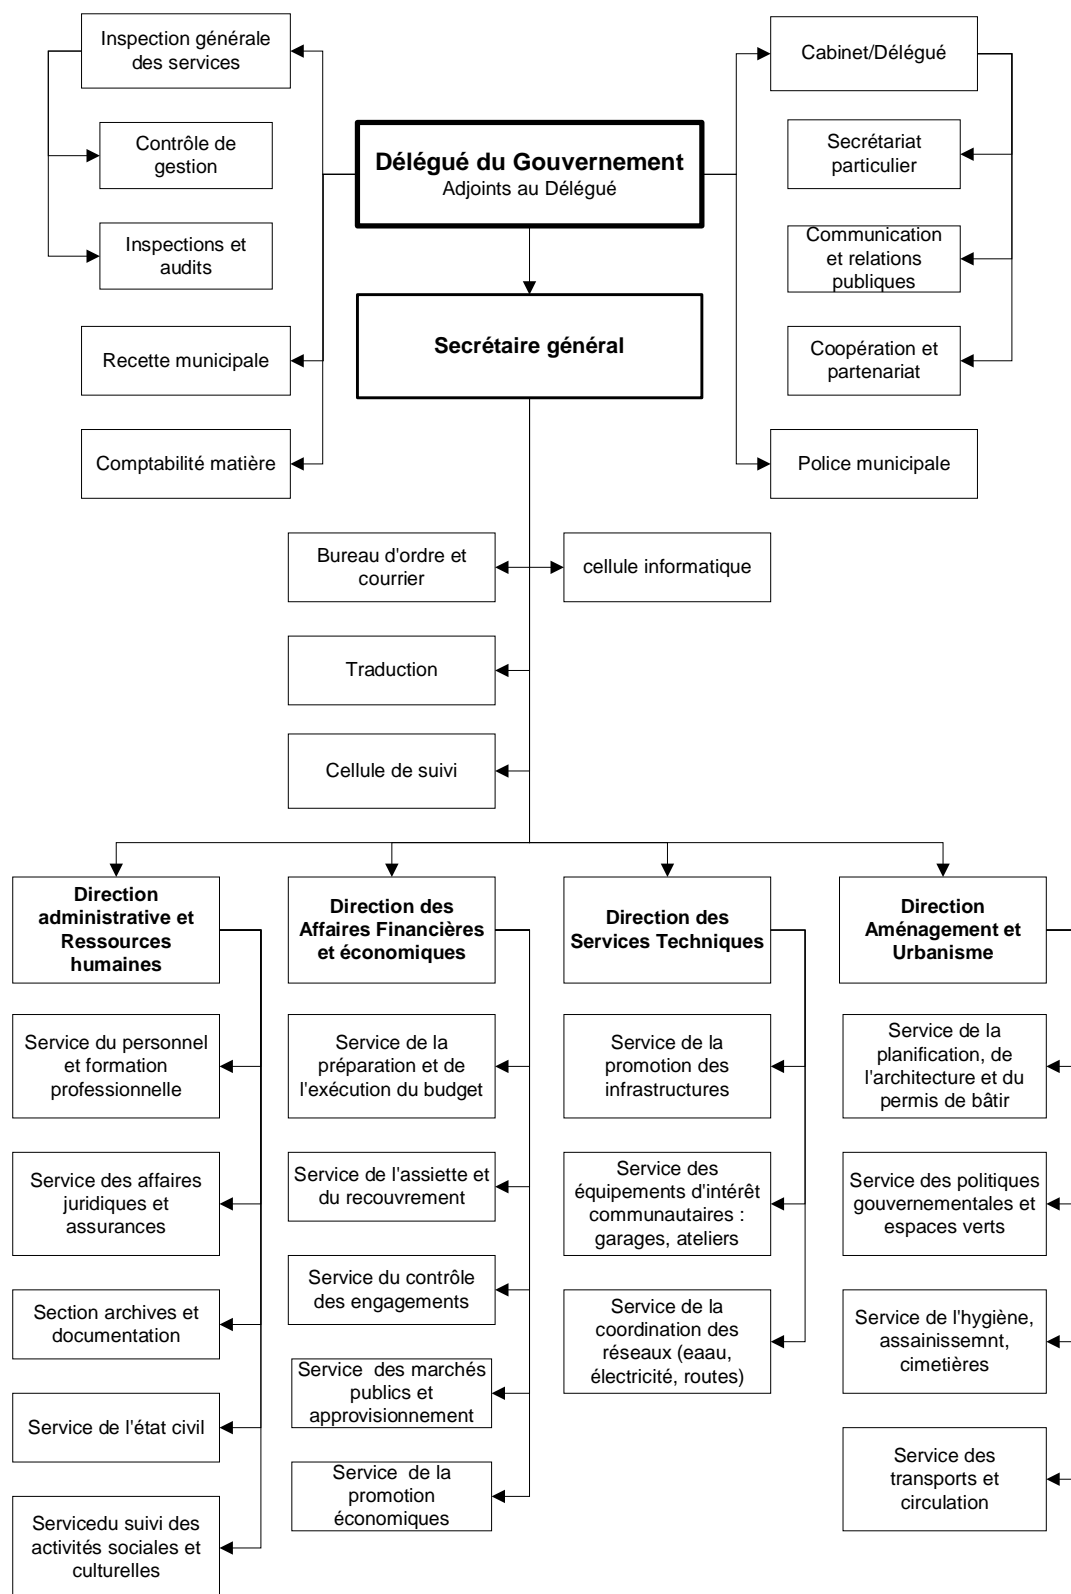 Inspection générale
des services
Cabinet/Délégué
Contrôle de
gestion
Délégué du Gouvernement
Adjoints au Délégué
Secrétariat
particulier
Inspections et
audits
Communication
et relations
publiques
Recette municipale
Secrétaire général
Coopération et
partenariat
Comptabilité matière
Police municipale
Bureau d'ordre et
courrier
cellule informatique
Traduction
Cellule de suivi
Direction
administrative et
Ressources
humaines
Direction des
Affaires Financières
et économiques
Direction des
Services Techniques
Direction
Aménagement et
Urbanisme
Service du personnel
et formation
professionnelle
Service de la
préparation et de
l'exécution du budget
Service de la
promotion des
infrastructures
Service de la
planification, de
l'architecture et du
permis de bâtir
Service des affaires
juridiques et
assurances
Service de l'assiette et
du recouvrement
Service des
équipements d'intérêt
communautaires :
garages, ateliers
Service des politiques
gouvernementales et
espaces verts
Section archives et
documentation
Service du contrôle
des engagements
Service de la
coordination des
réseaux (eaau,
électricité, routes)
Service de l'hygiène,
assainissemnt,
cimetières
Service de l'état civil
Service  des marchés
publics et
approvisionnement
Service des
transports et
circulation
Servicedu suivi des
activités sociales et
culturelles
Service  de la
promotion
économiques